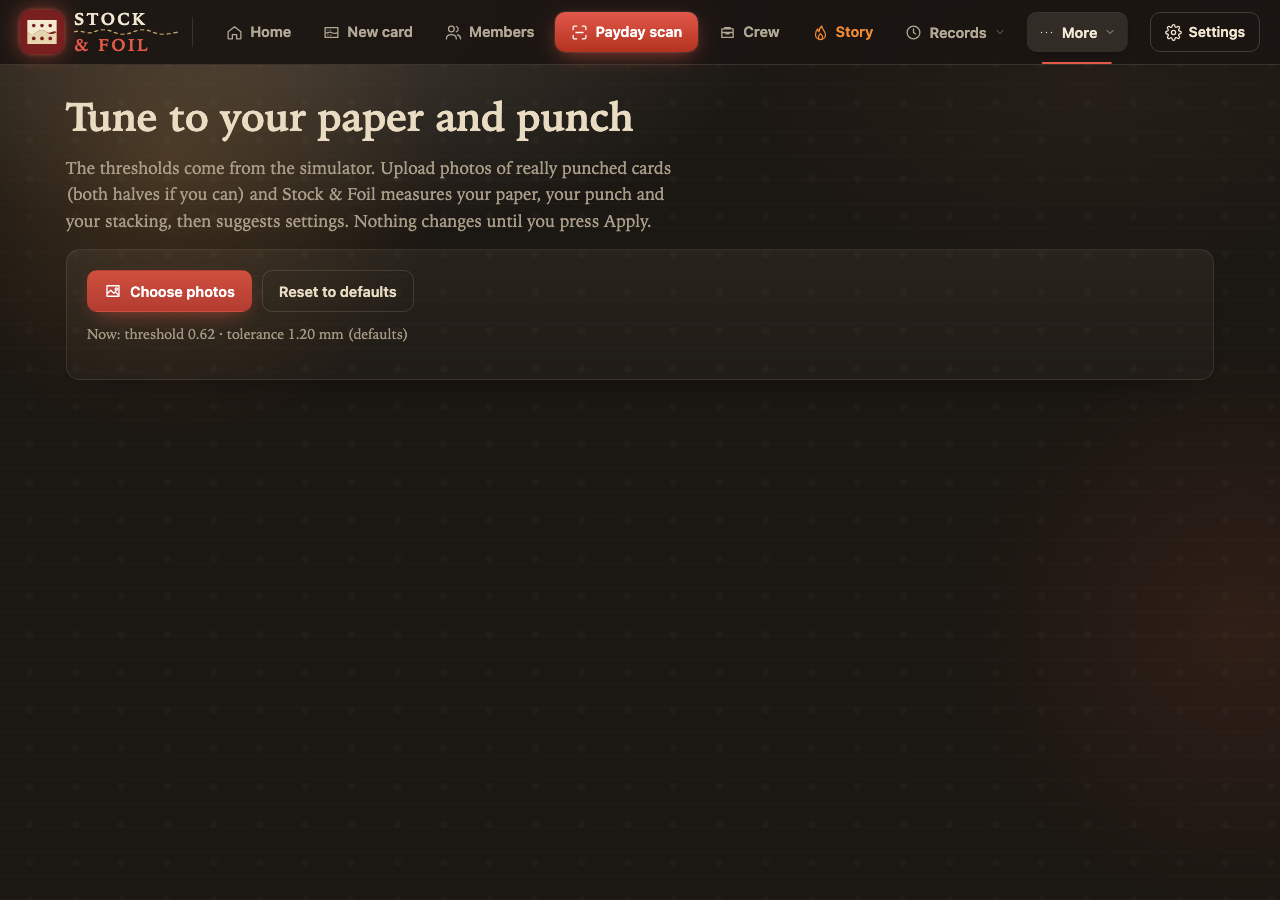 STOCK
& FOIL
Home
New card
Members
Payday scan
Crew
Story
Records
More
Settings
Tune to your paper and punch
The thresholds come from the simulator. Upload photos of really punched cards
(both halves if you can) and Stock & Foil measures your paper, your punch and
your stacking, then suggests settings. Nothing changes until you press Apply.
Choose photos
Reset to defaults
Now: threshold 0.62 · tolerance 1.20 mm (defaults)